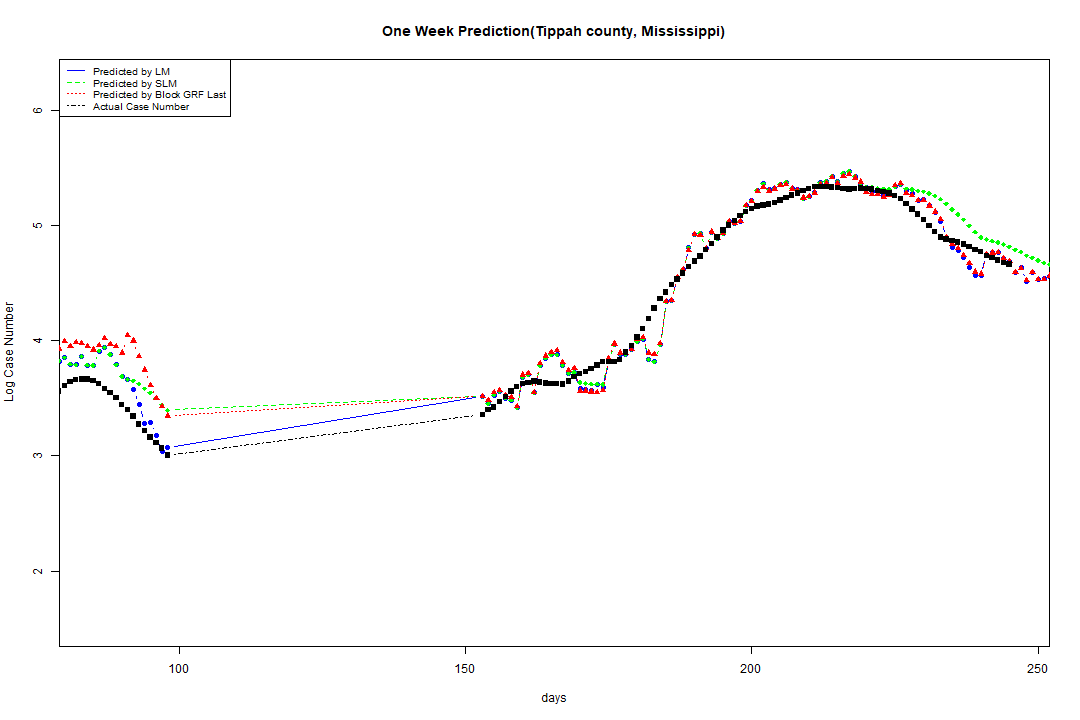 One Week Prediction(Tippah county, Mississippi)
Predicted by LM
Predicted by SLM
Predicted by Block GRF Last
Actual Case Number
6
5
4
3
2
Log Case Number
100 150 200 250
days